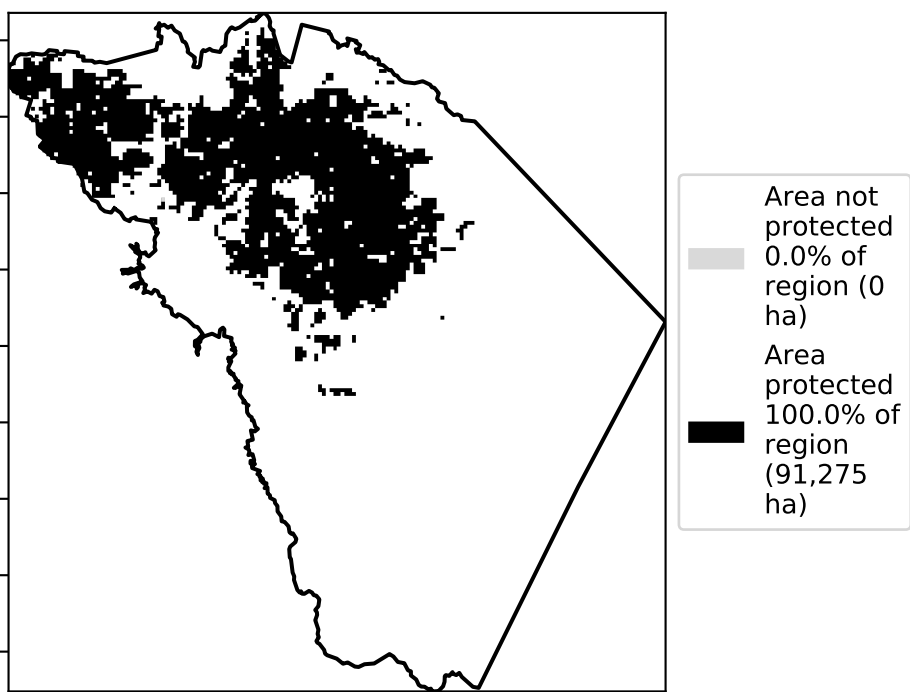 Area not
protected
0.0% of
region (0
ha)
Area
protected
100.0% of
region
(91,275
ha)